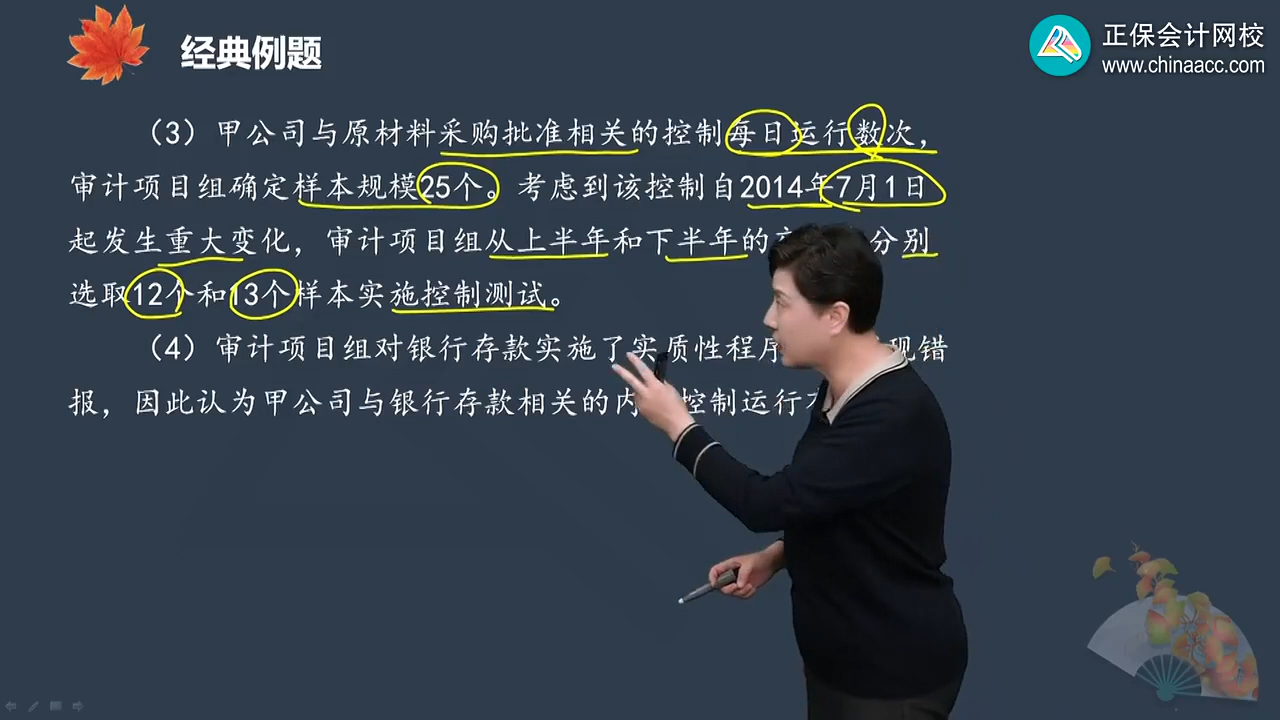 经典例题
正保会计网校
www.chinaacc.com
（3）甲公司与原材料采购批准相关的控制每日运行数次，
审计项目组确定样本规模25个。考虑到该控制自2014年7月1日
起发生重大变化，审计项目组从上半年和下半年的 分别
选取12个和13个样本实施控制测试。
（4）审计项目组对银行存款实施了实质性程序 现错
报，因此认为甲公司与银行存款相关的内 控制运行